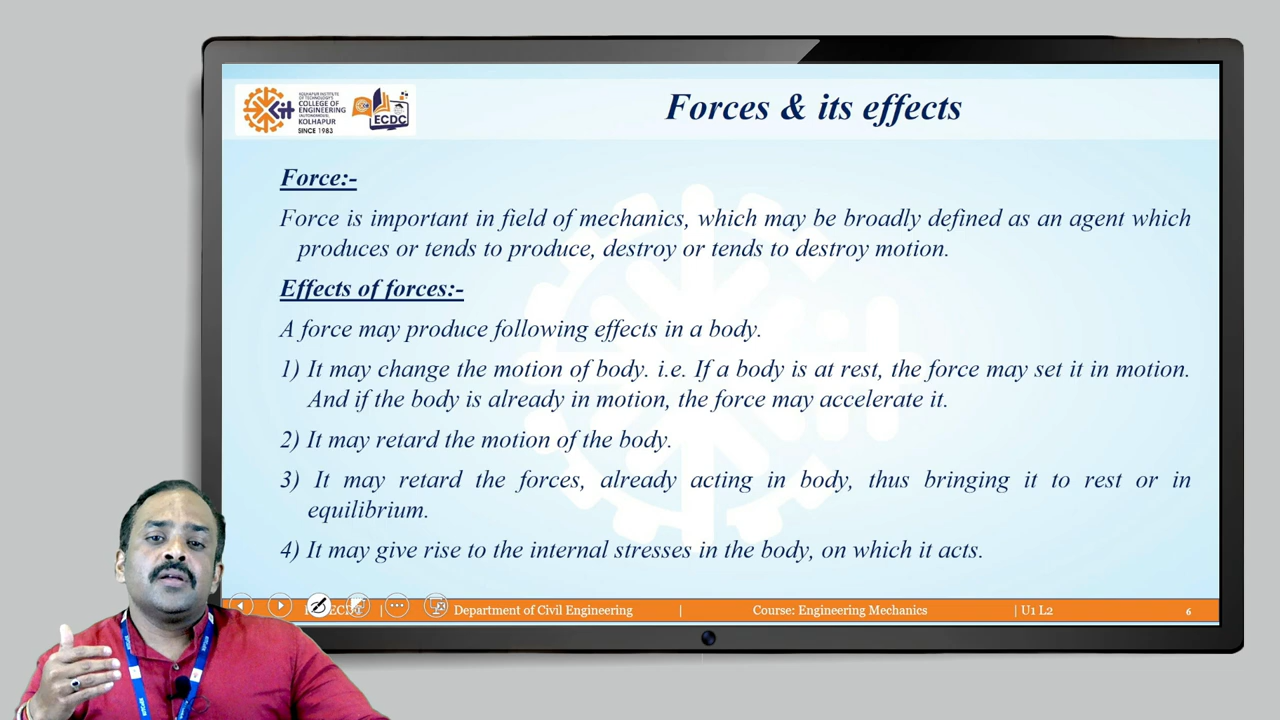 KOLHAPUR INSTITUTE
OF TECHNOLOGY'S
COLLEGE OF
ENGINEERING
(AUTONOMOUS),
KOLHAPUR
SINCE 1983
ECDC
Forces & its effects
Force:-
Force is important in field of mechanics, which may be broadly defined as an agent which
produces or tends to produce, destroy or tends to destroy motion.
Effects of forces:-
A force may produce following effects in a body.
1) It may change the motion of body. i.e. If a body is at rest, the force may set it in motion.
And if the body is already in motion, the force may accelerate it.
2) It may retard the motion of the body.
3) It may retard the forces, already acting in body, thus bringing it to rest or in
equilibrium.
4) It may give rise to the internal stresses in the body, on which it acts.
| Department of Civil Engineering | Course: Engineering Mechanics | U1 L2 6